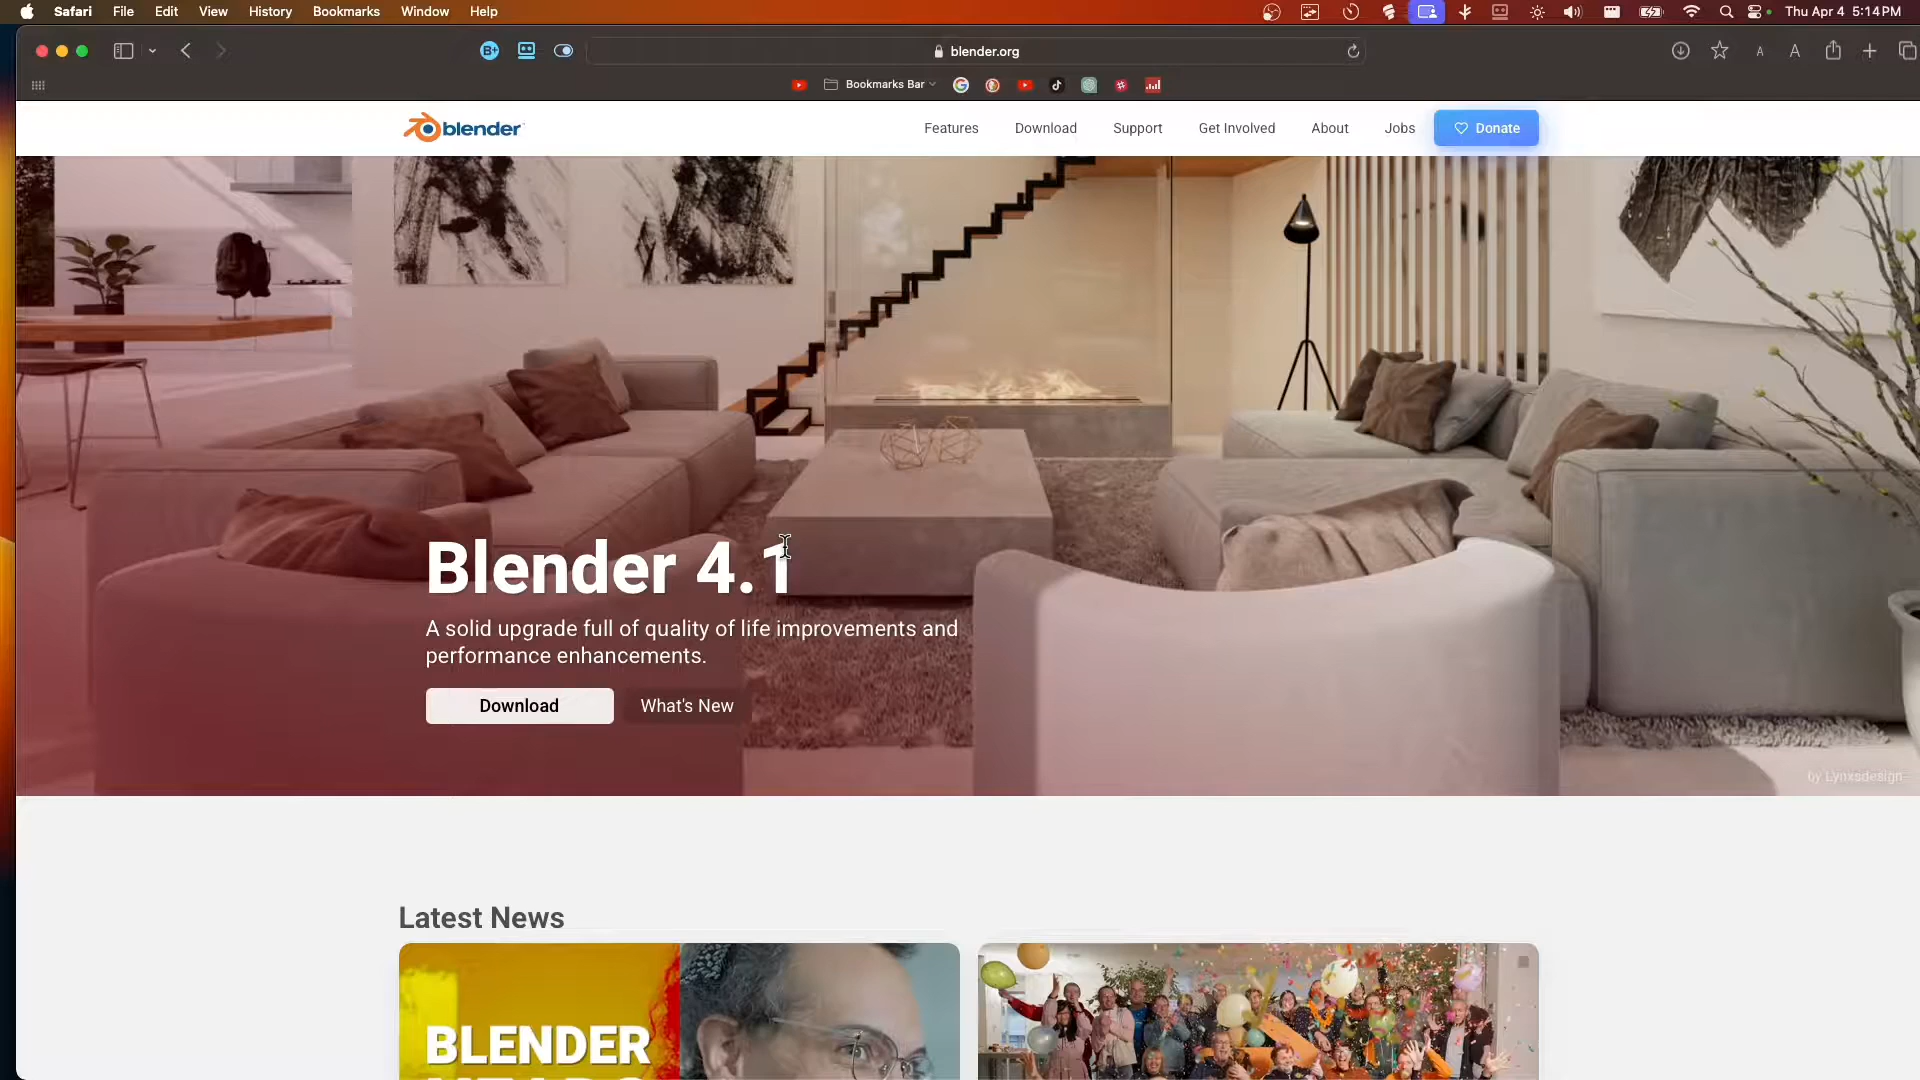 Safari File Edit View History Bookmarks Window Help
Thu Apr 4 5:14PM
blender.org
A A
Bookmarks Bar
blender
Features Download Support Get Involved About Jobs Donate
Blender 4.1
A solid upgrade full of quality of life improvements and
performance enhancements.
Download What's New
by Lynxsdesign
Latest News
BLENDER